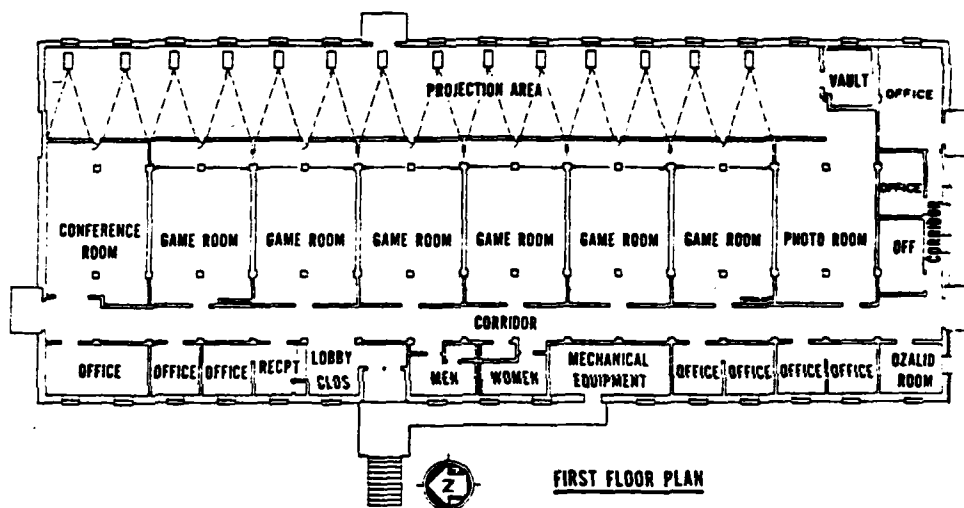 PROJECTION AREA
VAULT
OFFICE
OFFICE
CONFERENCE
ROOM
GAME ROOM
GAME ROOM
GAME ROOM
GAME ROOM
GAME ROOM
GAME ROOM
PHOTO ROOM
OFF
CORRIDOR
CORRIDOR
OFFICE
OFFICE
OFFICE
RECPT
LOBBY
CLOS
MEN
WOMEN
MECHANICAL
EQUIPMENT
OFFICE
OFFICE
OFFICE
OFFICE
OZALID
ROOM
N
FIRST FLOOR PLAN